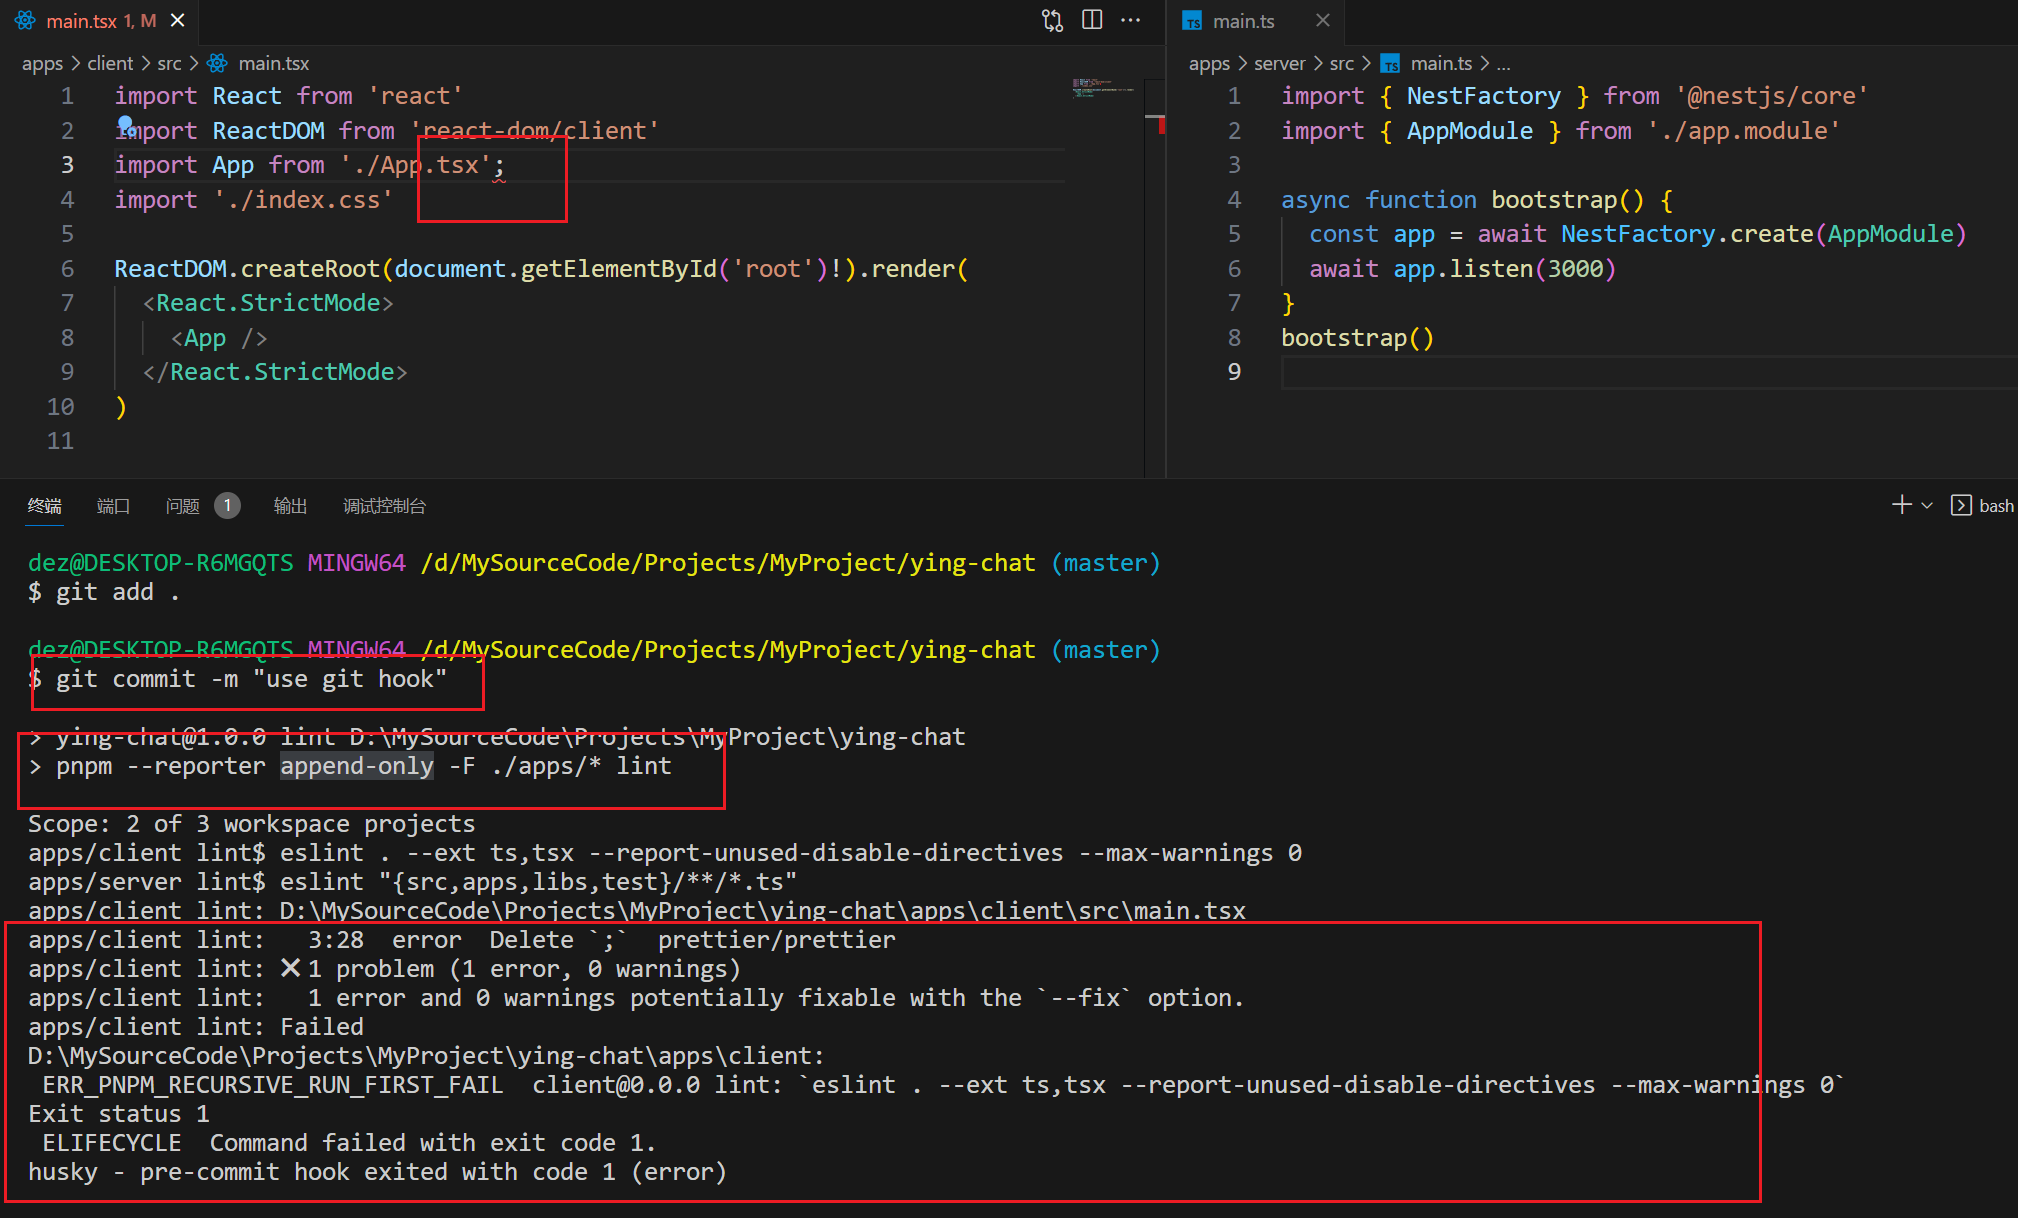 main.tsx 1, M
apps > client > src > main.tsx
1 import React from 'react'
2 import ReactDOM from 'react-dom/client'
3 import App from './App.tsx';
4 import './index.css'
5
6 ReactDOM.createRoot(document.getElementById('root')!).render(
7 <React.StrictMode>
8 <App />
9 </React.StrictMode>
10 )
11
TS main.ts
apps > server > src > TS main.ts > ...
1 import { NestFactory } from '@nestjs/core'
2 import { AppModule } from './app.module'
3
4 async function bootstrap() {
5 const app = await NestFactory.create(AppModule)
6 await app.listen(3000)
7 }
8 bootstrap()
9
终端 端口 问题 1 输出 调试控制台 bash
dez@DESKTOP-R6MGQTS MINGW64 /d/MySourceCode/Projects/MyProject/ying-chat (master)
$ git add .
dez@DESKTOP-R6MGQTS MINGW64 /d/MySourceCode/Projects/MyProject/ying-chat (master)
$ git commit -m "use git hook"
> ying-chat@1.0.0 lint D:\MySourceCode\Projects\MyProject\ying-chat
> pnpm --reporter append-only -F ./apps/* lint
Scope: 2 of 3 workspace projects
apps/client lint$ eslint . --ext ts,tsx --report-unused-disable-directives --max-warnings 0
apps/server lint$ eslint "{src,apps,libs,test}/**/*.ts"
apps/client lint: D:\MySourceCode\Projects\MyProject\ying-chat\apps\client\src\main.tsx
apps/client lint:   3:28  error  Delete `;`  prettier/prettier
apps/client lint: ✖ 1 problem (1 error, 0 warnings)
apps/client lint:   1 error and 0 warnings potentially fixable with the `--fix` option.
apps/client lint: Failed
D:\MySourceCode\Projects\MyProject\ying-chat\apps\client:
ERR_PNPM_RECURSIVE_RUN_FIRST_FAIL  client@0.0.0 lint: `eslint . --ext ts,tsx --report-unused-disable-directives --max-warnings 0`
Exit status 1
ELIFECYCLE  Command failed with exit code 1.
husky - pre-commit hook exited with code 1 (error)